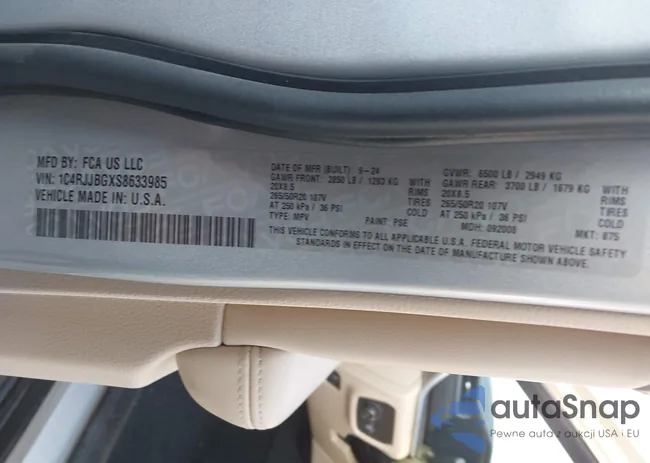 MFD BY: FCA US LLC
VIN: 1C4RJJBGXS8633985
VEHICLE MADE IN: U.S.A.
DATE OF MFR (BUILT): 9-24 GVWR: 6500 LB / 2949 KG
GAWR FRONT: 2850 LB / 1293 KG WITH GAWR REAR: 3700 LB / 1679 KG WITH
20X8.5 RIMS 20X8.5 RIMS
265/50R20 107V TIRES 265/50R20 107V TIRES
AT 250 kPa / 36 PSI COLD AT 250 kPa / 36 PSI COLD
TYPE: MPV PAINT: PSE MDH: 092008 MKT: B75
THIS VEHICLE CONFORMS TO ALL APPLICABLE U.S.A. FEDERAL MOTOR VEHICLE SAFETY
STANDARDS IN EFFECT ON THE DATE OF MANUFACTURE SHOWN ABOVE.
autaSnap
Pewne auta z aukcji USA i EU